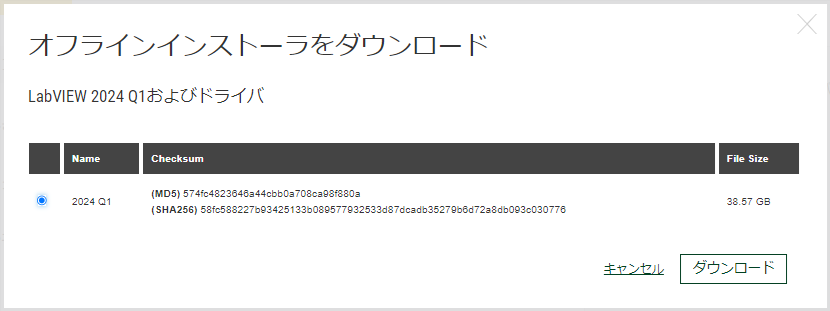 オフラインインストーラをダウンロード
LabVIEW 2024 Q1およびドライバ
Name Checksum File Size
(MD5) 574fc4823646a44cbb0a708ca98f880a
2024 Q1 38.57 GB
(SHA256) 58fc588227b93425133b089577932533d87dcadb35279b6d72a8db093c030776
キャンセル ダウンロード